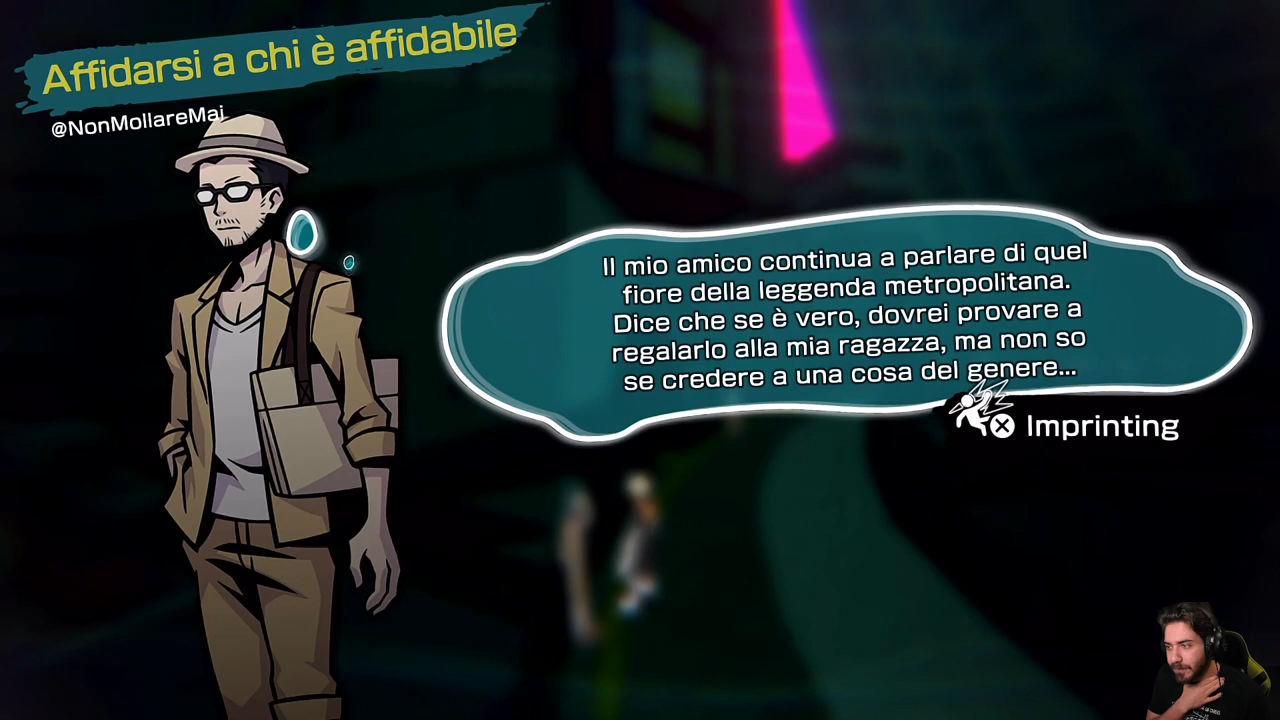 Affidarsi a chi è affidabile
@NonMollareMai
Il mio amico continua a parlare di quel
fiore della leggenda metropolitana.
Dice che se è vero, dovrei provare a
regalarlo alla mia ragazza, ma non so
se credere a una cosa del genere...
Imprinting